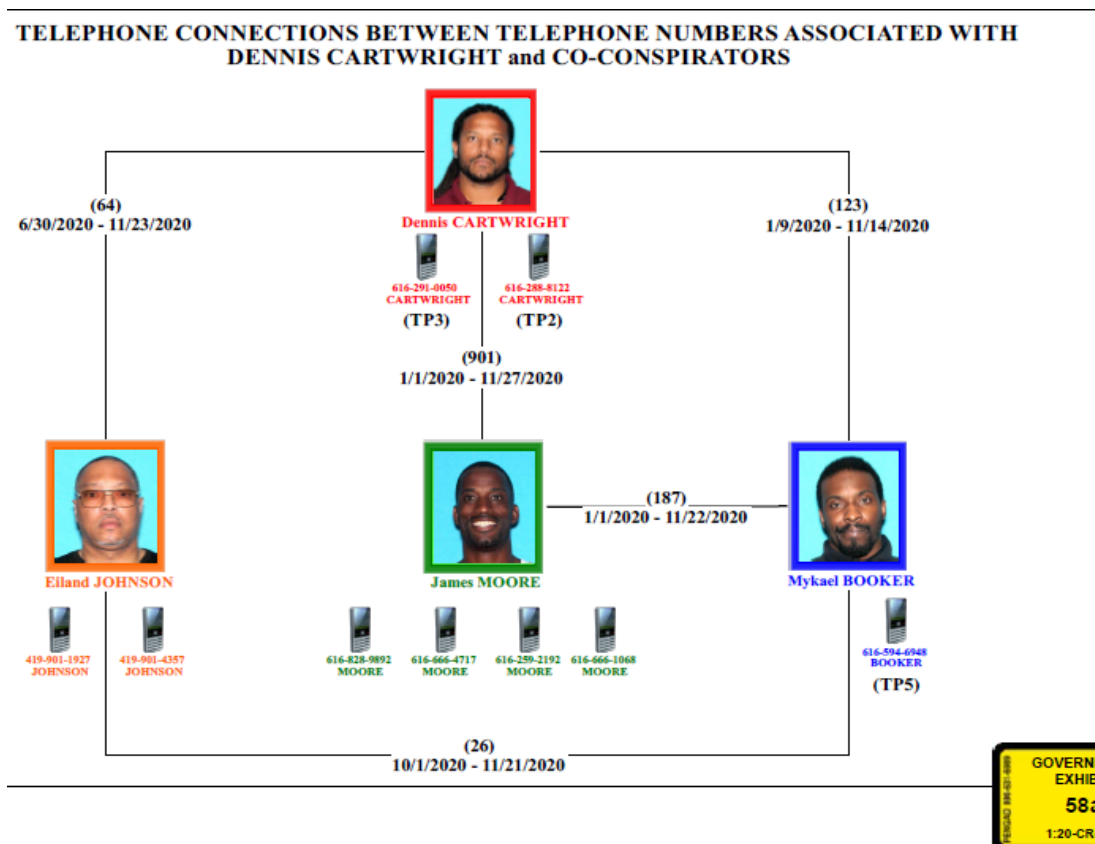 TELEPHONE CONNECTIONS BETWEEN TELEPHONE NUMBERS ASSOCIATED WITH
DENNIS CARTWRIGHT and CO-CONSPIRATORS
(64)
6/30/2020 - 11/23/2020
Dennis CARTWRIGHT
(123)
1/9/2020 - 11/14/2020
616-291-0050
CARTWRIGHT
(TP3)
616-288-8122
CARTWRIGHT
(TP2)
(901)
1/1/2020 - 11/27/2020
(187)
1/1/2020 - 11/22/2020
Eiland JOHNSON
James MOORE
Mykael BOOKER
419-901-1927
JOHNSON
419-901-4357
JOHNSON
616-828-9892
MOORE
616-666-4717
MOORE
616-259-2192
MOORE
616-666-1068
MOORE
616-594-6948
BOOKER
(TP5)
(26)
10/1/2020 - 11/21/2020
GOVERN
EXHIB
58a
1:20-CR
PENGAD